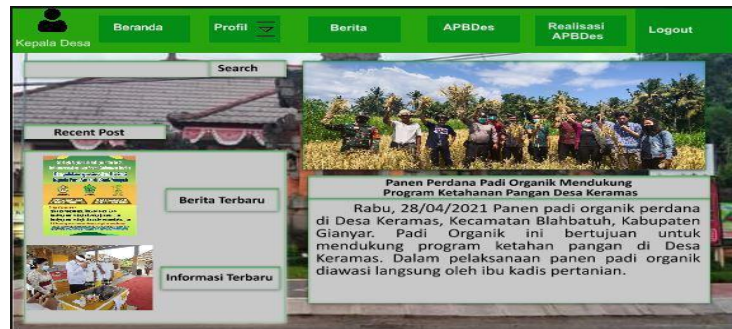 Kepala Desa
Beranda
Profil
Berita
APBDes
Realisasi
APBDes
Logout
Search
Recent Post
Berita Terbaru
Informasi Terbaru
Panen Perdana Padi Organik Mendukung
Program Ketahanan Pangan Desa Keramas
Rabu, 28/04/2021 Panen padi organik perdana
di Desa Keramas, Kecamatan Blahbatuh, Kabupaten
Gianyar. Padi Organik ini bertujuan untuk
mendukung program ketahan pangan di Desa
Keramas. Dalam pelaksanaan panen padi organik
diawasi langsung oleh ibu kadis pertanian.